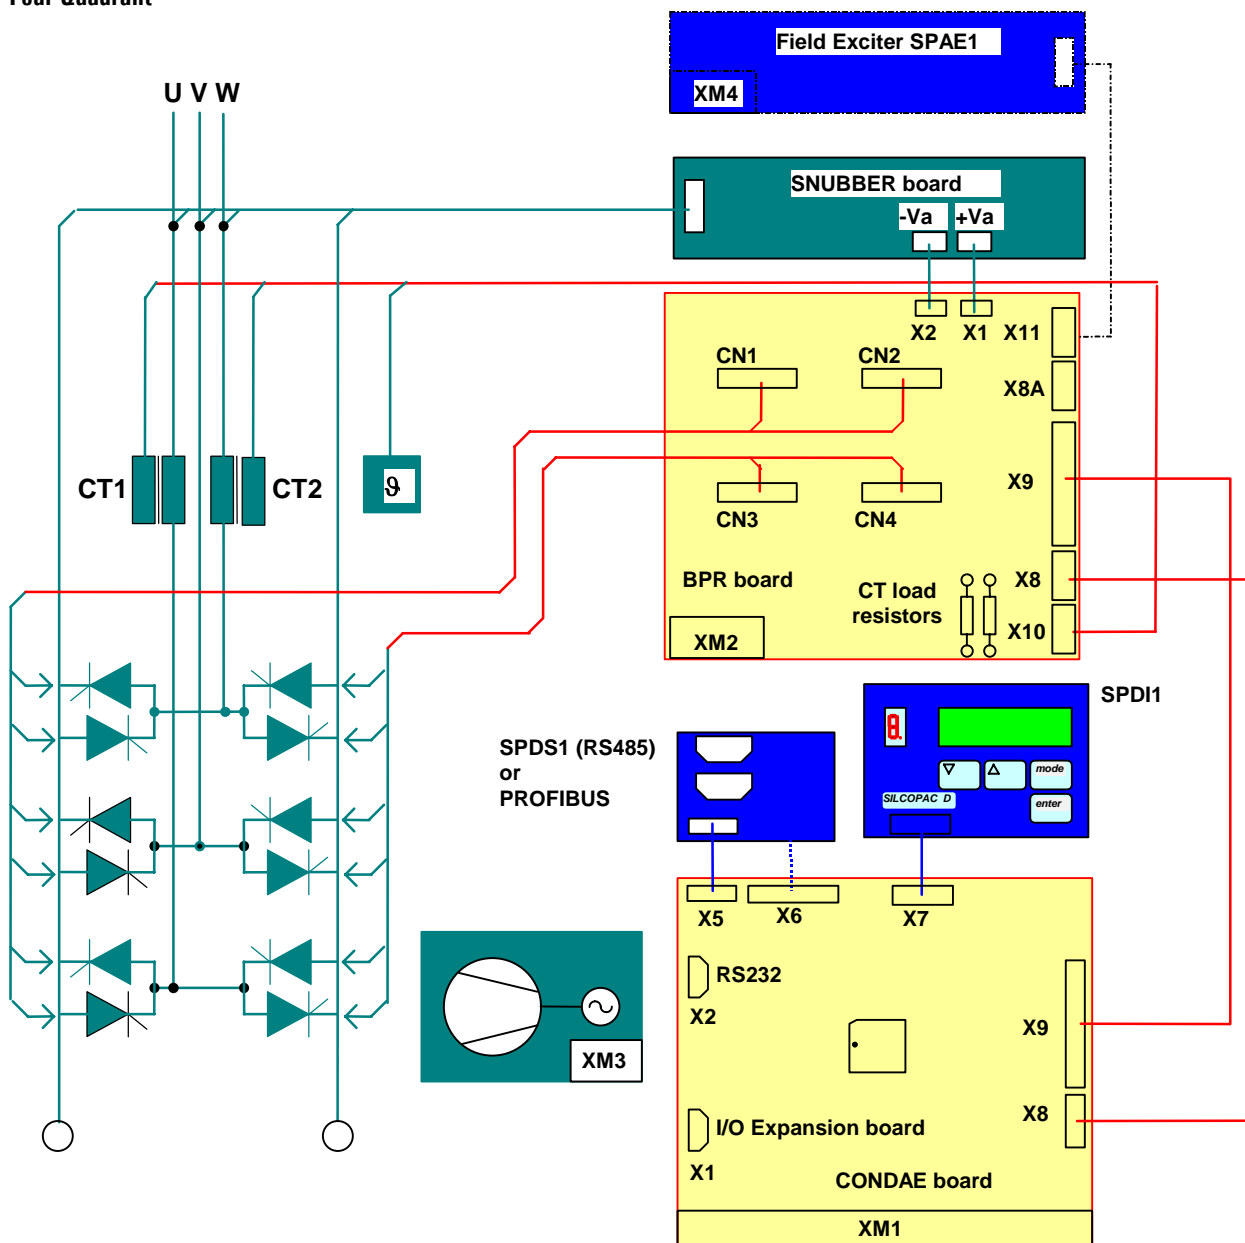 Four Quadrant
Field Exciter SPAE1
XM4
U V W
SNUBBER board
-Va +Va
X2 X1 X11
CN1 CN2
X8A
CT1 CT2 ϑ
X9
CN3 CN4
BPR board
CT load
resistors
X8
X10
XM2
SPDI1
8.
SPDS1 (RS485)
or
PROFIBUS
mode
SILCOPAC D
enter
X5 X6 X7
RS232
X2
X9
XM3
X8
I/O Expansion board
X1
CONDAE board
XM1